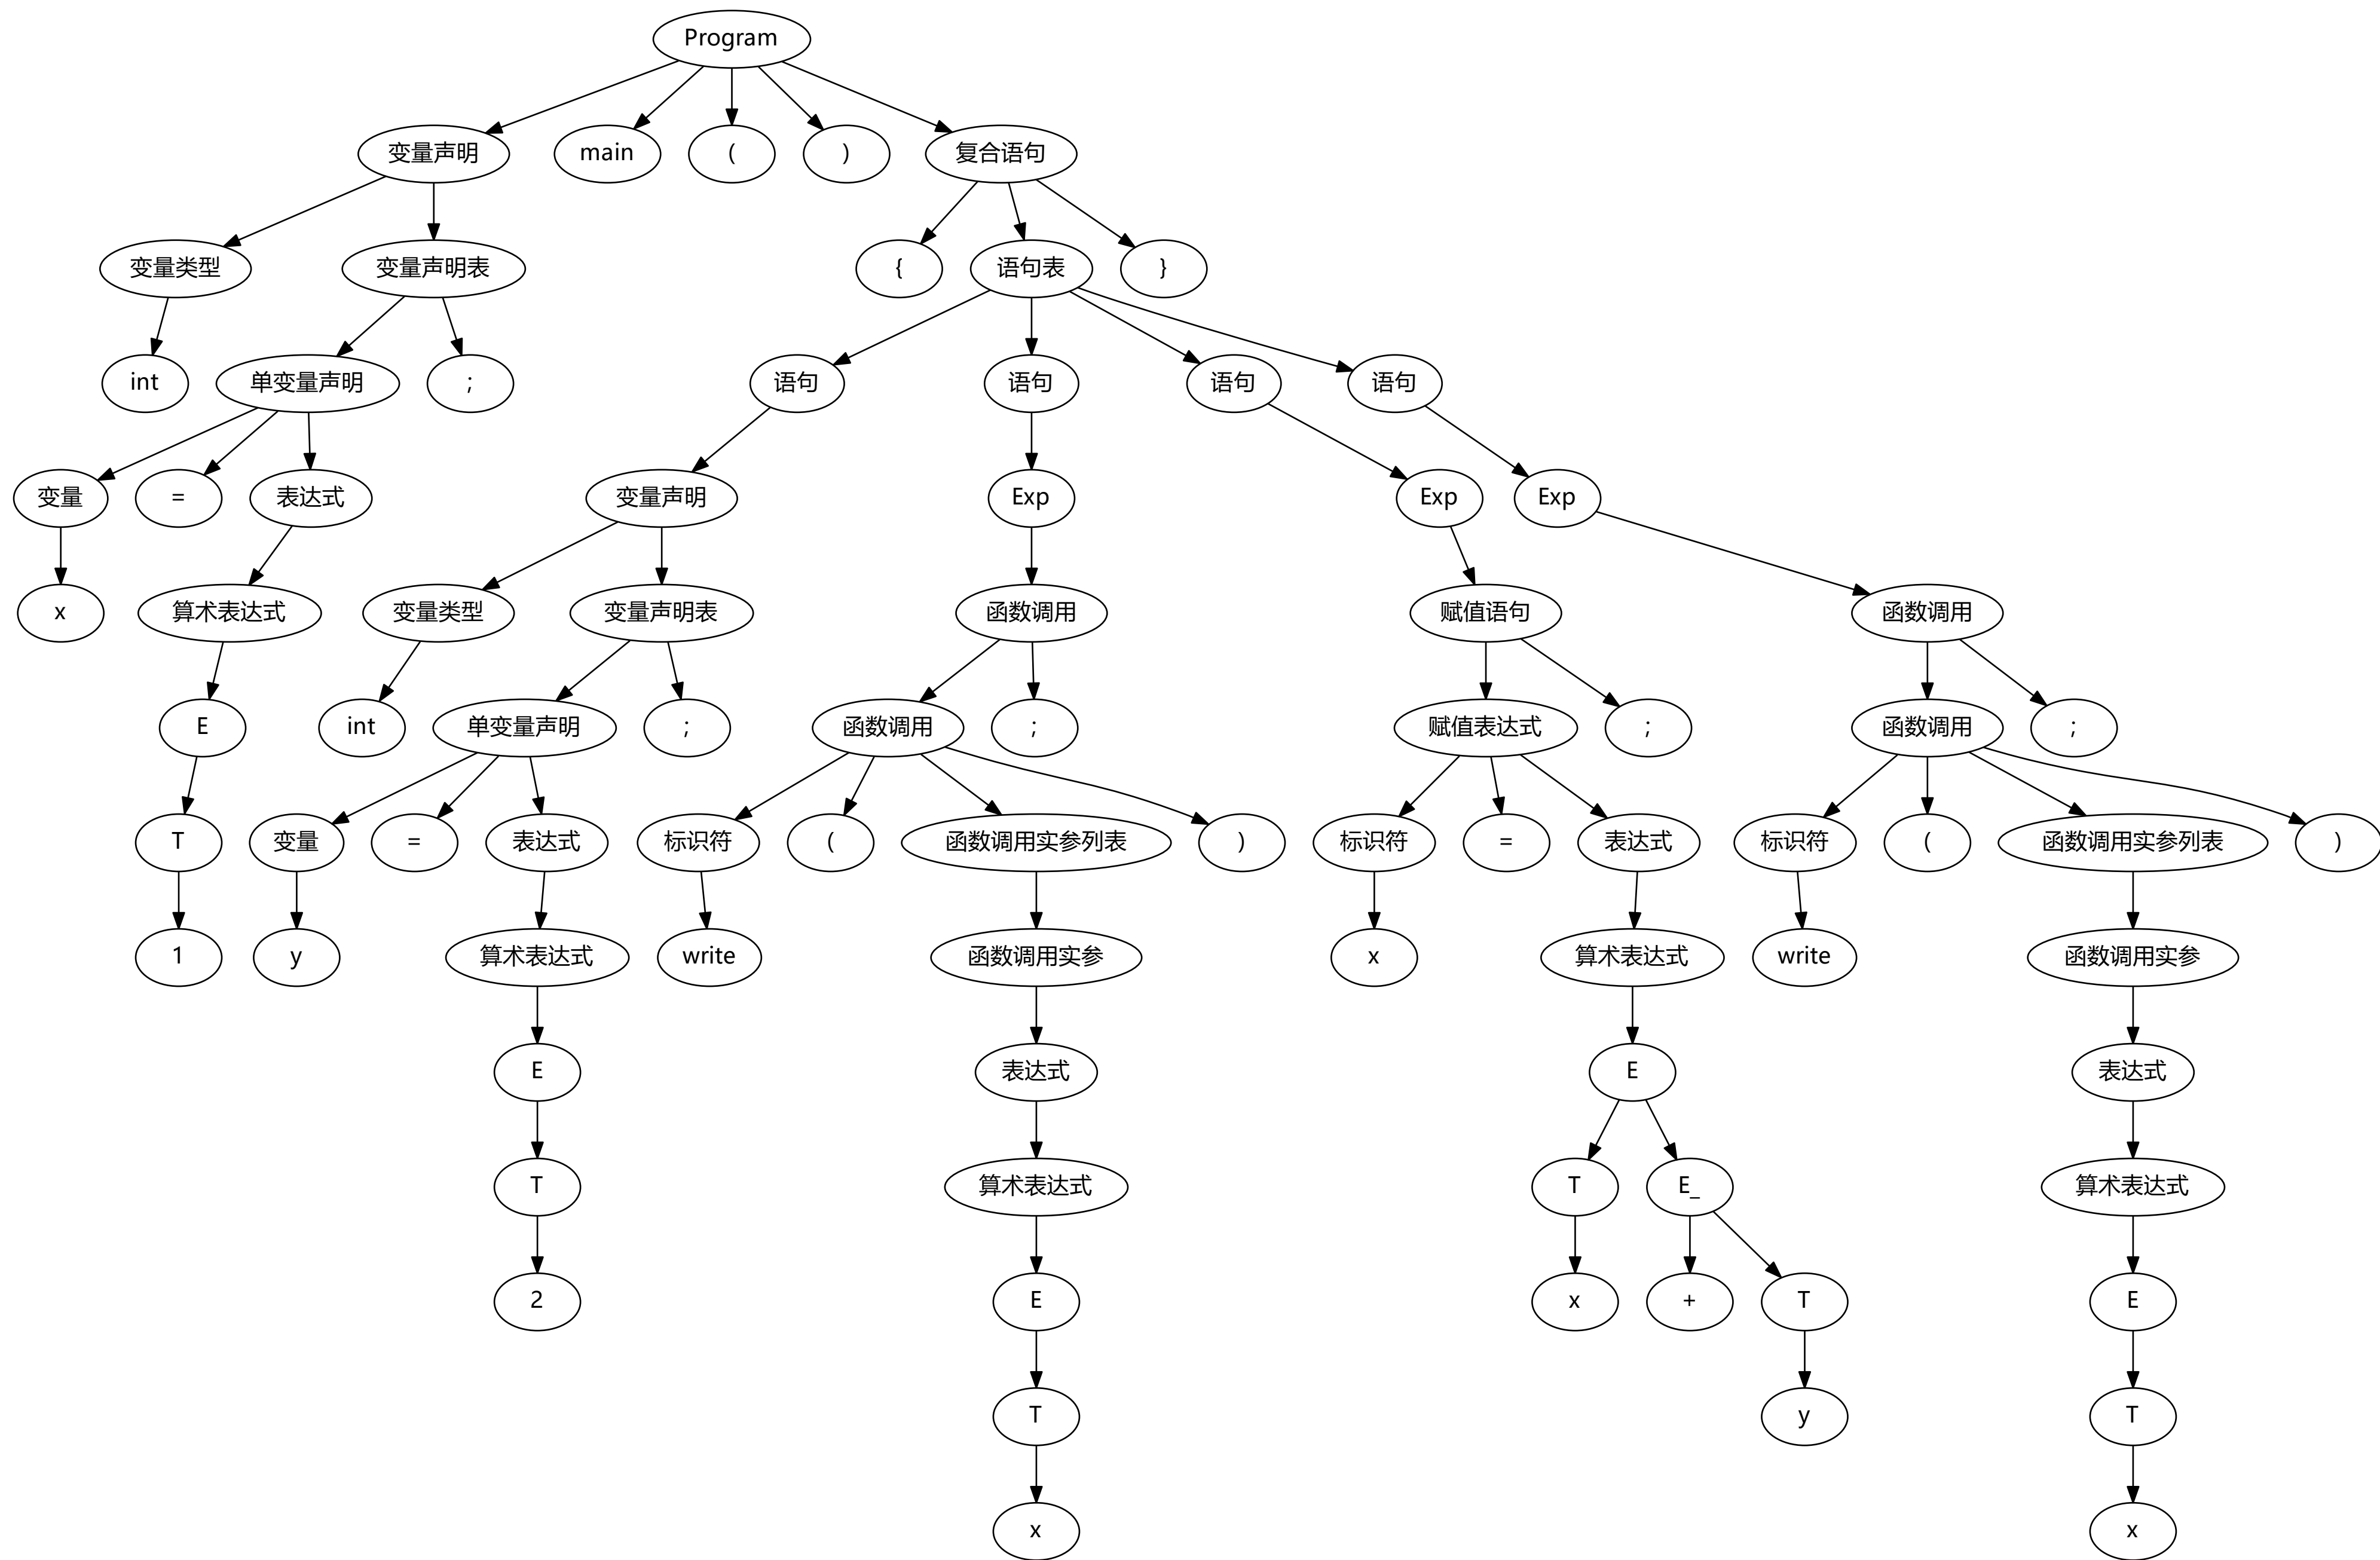 Program
变量声明
main
(
)
复合语句
变量类型
变量声明表
{
语句表
}
int
单变量声明
;
语句
语句
语句
语句
变量
=
表达式
变量声明
Exp
Exp
Exp
x
算术表达式
变量类型
变量声明表
函数调用
赋值语句
函数调用
E
int
单变量声明
;
函数调用
;
赋值表达式
;
函数调用
;
T
变量
=
表达式
标识符
(
函数调用实参列表
)
标识符
=
表达式
标识符
(
函数调用实参列表
)
1
y
算术表达式
write
函数调用实参
x
算术表达式
write
函数调用实参
E
表达式
E
表达式
T
算术表达式
T
E_
算术表达式
2
E
x
+
T
E
T
y
T
x
x